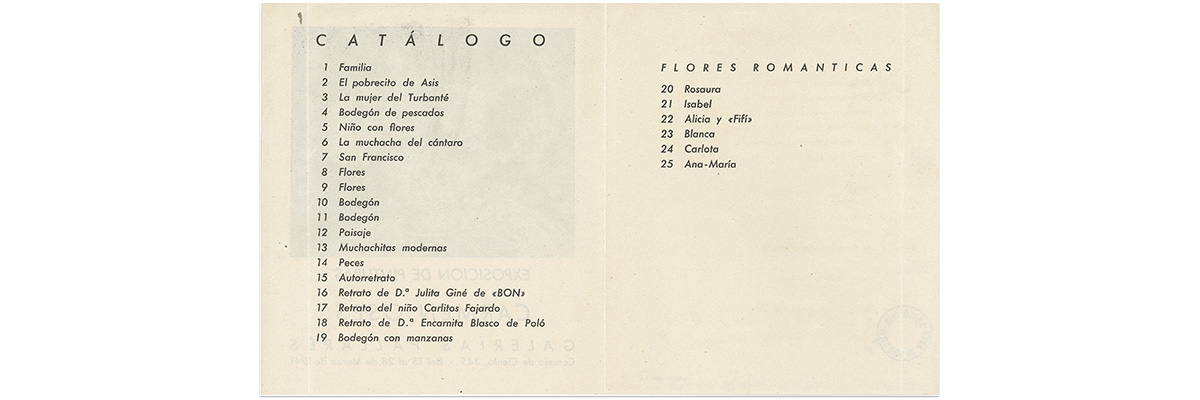 CATÁLOGO
1 Familia
2 El pobrecito de Asis
3 La mujer del Turbanté
4 Bodegón de pescados
5 Niño con flores
6 La muchacha del cántaro
7 San Francisco
8 Flores
9 Flores
10 Bodegón
11 Bodegón
12 Paisaje
13 Muchachitas modernas
14 Peces
15 Autorretrato
16 Retrato de D.ª Julita Giné de «BON»
17 Retrato del niño Carlitos Fajardo
18 Retrato de D.ª Encarnita Blasco de Poló
19 Bodegón con manzanas
FLORES ROMANTICAS
20 Rosaura
21 Isabel
22 Alicia y «Fifí»
23 Blanca
24 Carlota
25 Ana-María